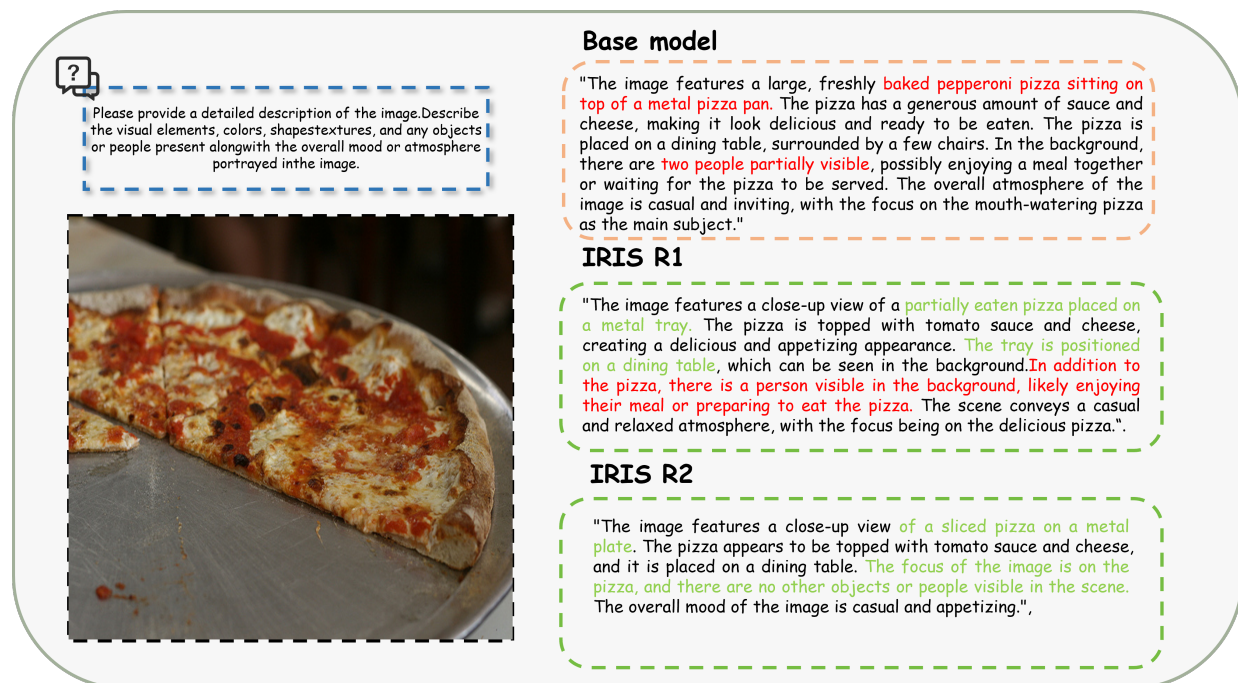 ?
Please provide a detailed description of the image.Describe
the visual elements, colors, shapestextures, and any objects
or people present alongwith the overall mood or atmosphere
portrayed inthe image.
Base model
"The image features a large, freshly baked pepperoni pizza sitting on
top of a metal pizza pan. The pizza has a generous amount of sauce and
cheese, making it look delicious and ready to be eaten. The pizza is
placed on a dining table, surrounded by a few chairs. In the background,
there are two people partially visible, possibly enjoying a meal together
or waiting for the pizza to be served. The overall atmosphere of the
image is casual and inviting, with the focus on the mouth-watering pizza
as the main subject."
IRIS R1
"The image features a close-up view of a partially eaten pizza placed on
a metal tray. The pizza is topped with tomato sauce and cheese,
creating a delicious and appetizing appearance. The tray is positioned
on a dining table, which can be seen in the background.In addition to
the pizza, there is a person visible in the background, likely enjoying
their meal or preparing to eat the pizza. The scene conveys a casual
and relaxed atmosphere, with the focus being on the delicious pizza.“.
IRIS R2
"The image features a close-up view of a sliced pizza on a metal
plate. The pizza appears to be topped with tomato sauce and cheese,
and it is placed on a dining table. The focus of the image is on the
pizza, and there are no other objects or people visible in the scene.
The overall mood of the image is casual and appetizing.",